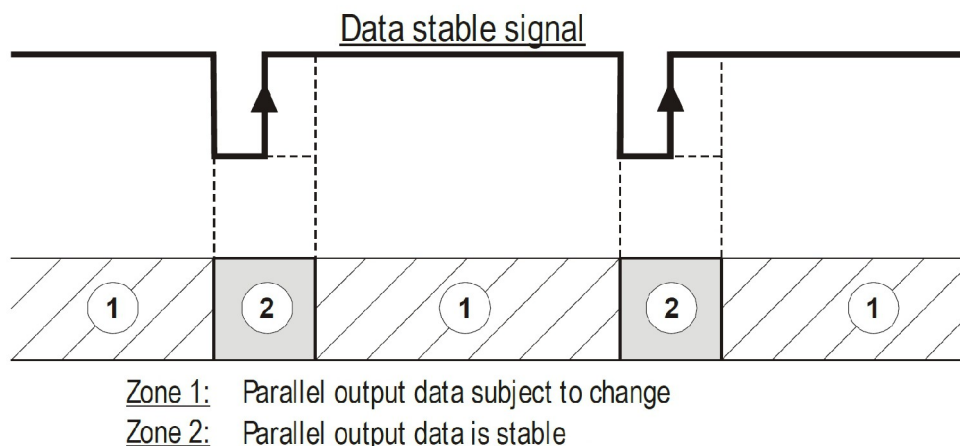 Data stable signal
1 2 1 2 1
Zone 1: Parallel output data subject to change
Zone 2: Parallel output data is stable